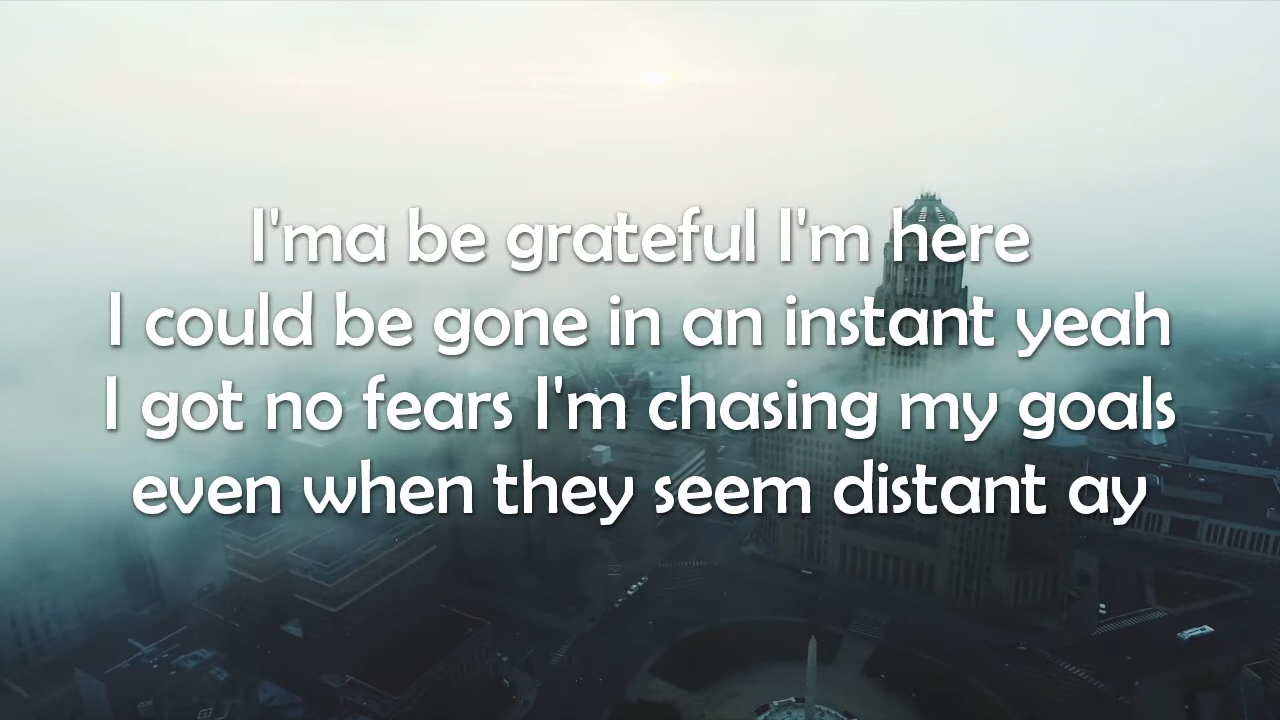 I'ma be grateful I'm here
I could be gone in an instant yeah
I got no fears I'm chasing my goals
even when they seem distant ay